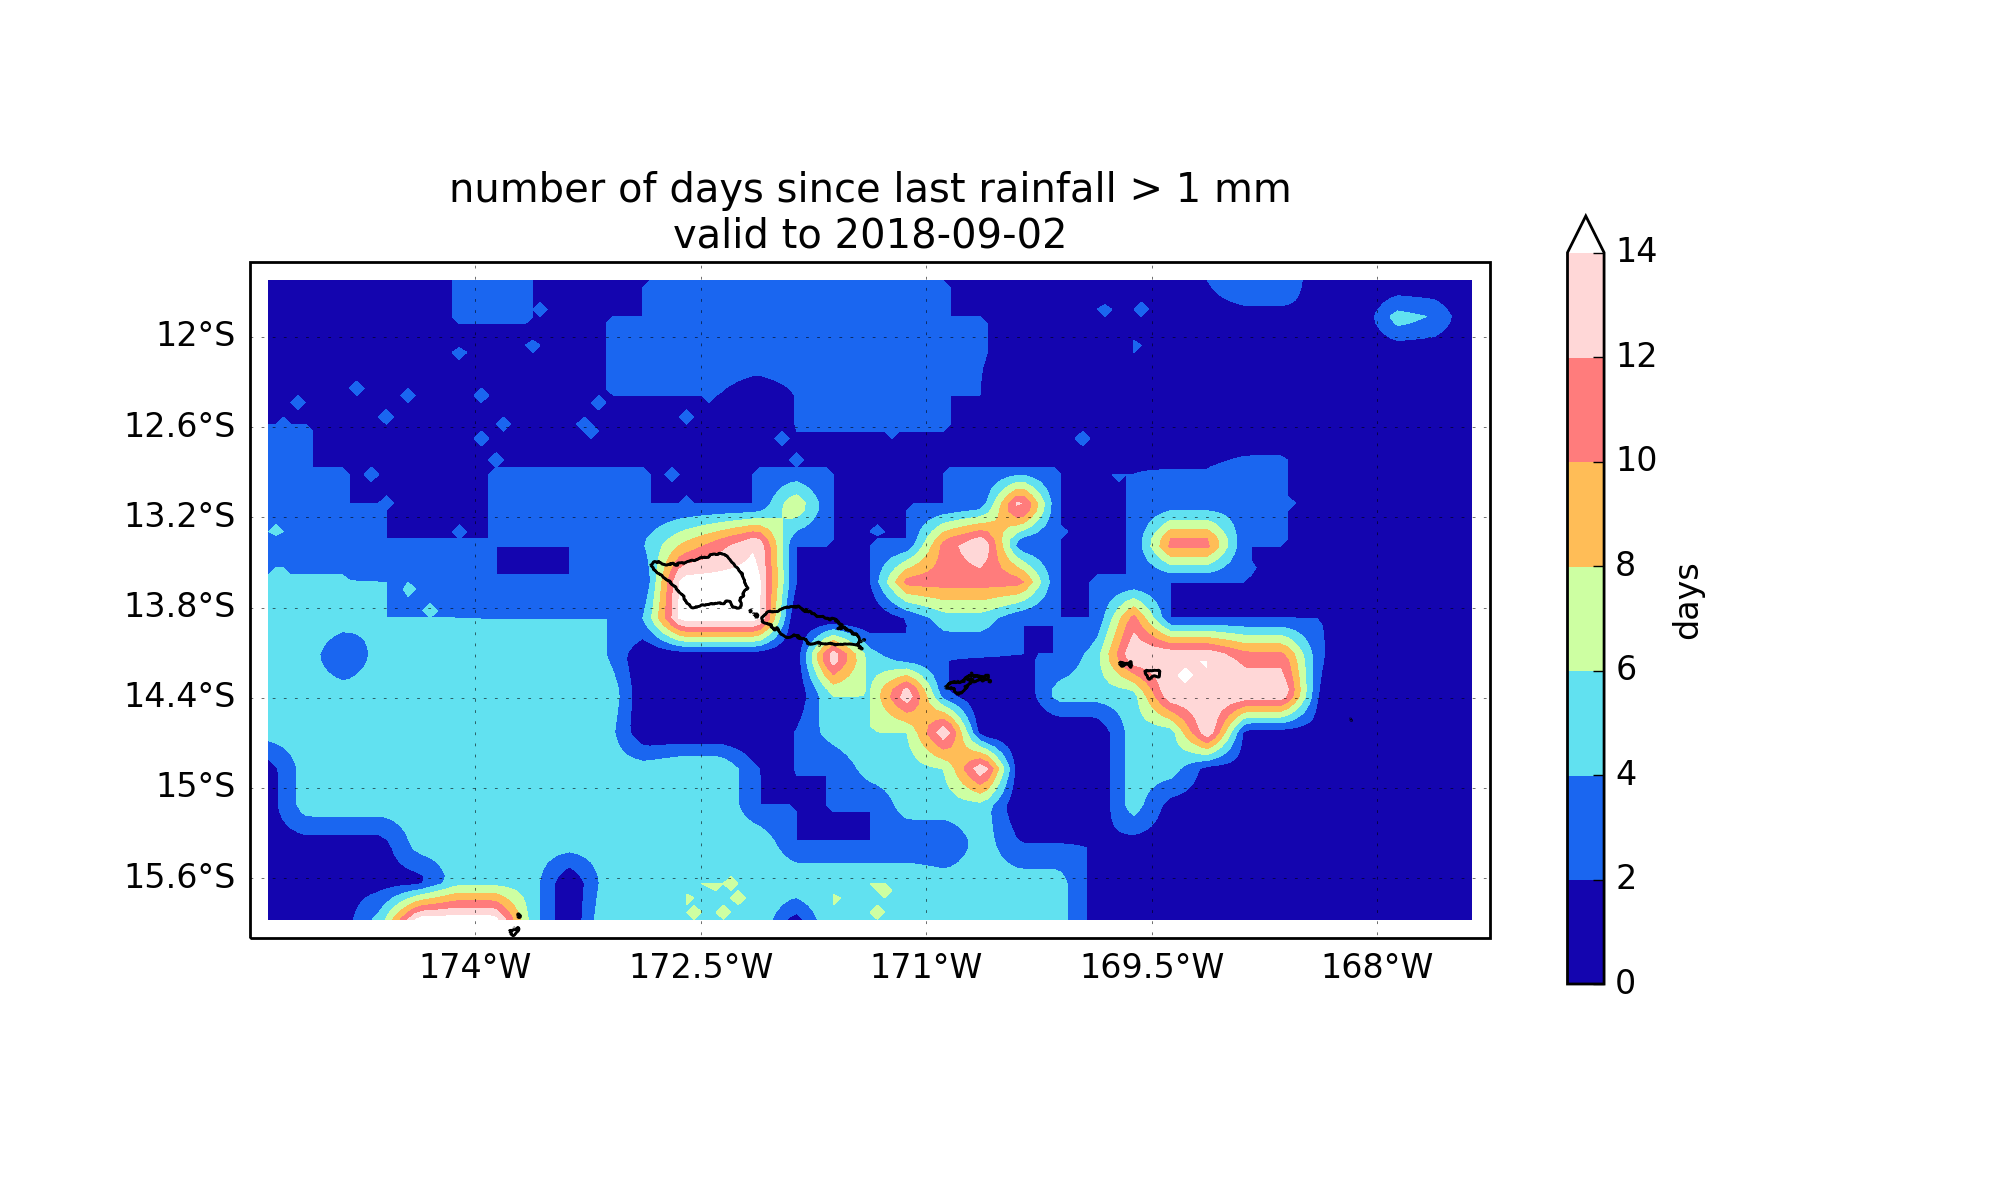 number of days since last rainfall > 1 mm
valid to 2018-09-02
12°S
12.6°S
13.2°S
13.8°S
14.4°S
15°S
15.6°S
174°W
172.5°W
171°W
169.5°W
168°W
14
12
10
8
6
4
2
0
days